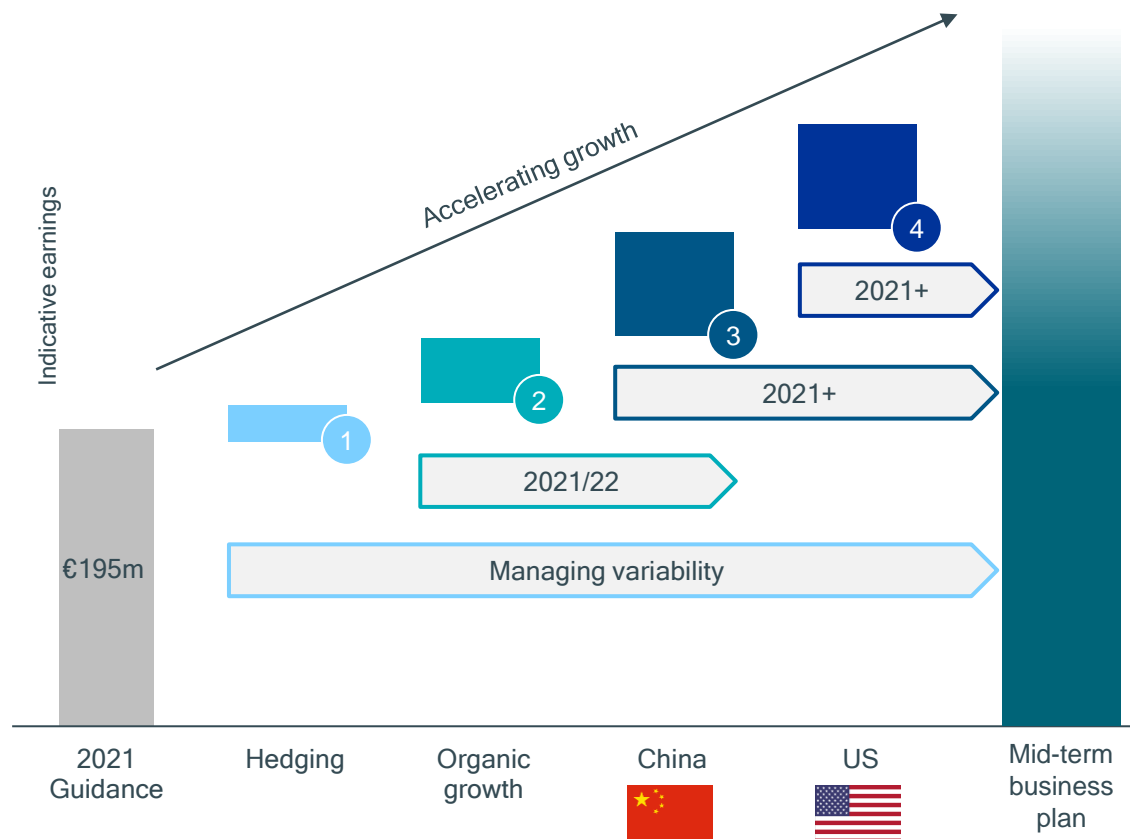 Indicative earnings
Accelerating growth
4
2021+
3
2021+
2
1
2021/22
€195m
Managing variability
2021
Guidance
Hedging
Organic
growth
China
US
Mid-term
business
plan